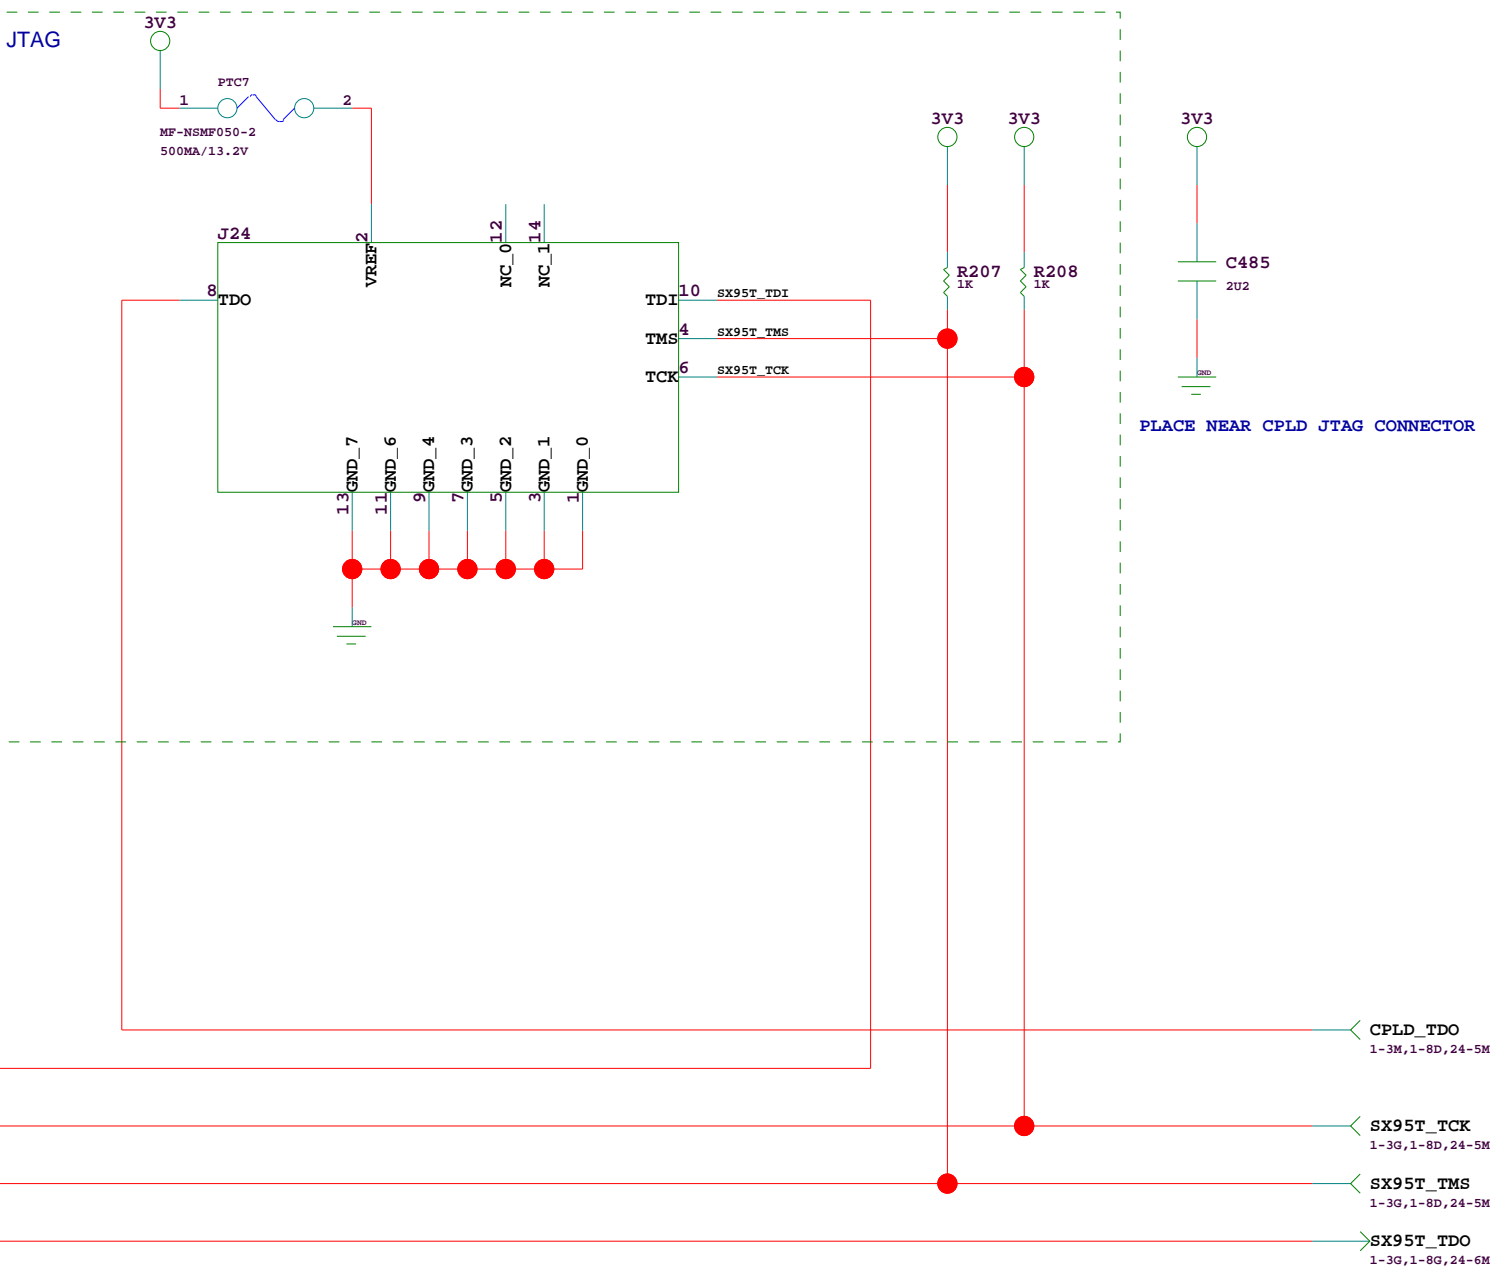 JTAG
3V3
PTC7
1
2
MF-NSMF050-2
500MA/13.2V
3V3
3V3
3V3
J24
2
VREF
12
NC_0
14
NC_1
8
TDO
TDI
10
SX95T_TDI
TMS
4
SX95T_TMS
TCK
6
SX95T_TCK
R207
1K
R208
1K
C485
2U2
GND
PLACE NEAR CPLD JTAG CONNECTOR
GND_7
GND_6
GND_4
GND_3
GND_2
GND_1
GND_0
13
11
9
7
5
3
1
GND
CPLD_TDO
1-3M,1-8D,24-5M
SX95T_TCK
1-3G,1-8D,24-5M
SX95T_TMS
1-3G,1-8D,24-5M
SX95T_TDO
1-3G,1-8G,24-6M